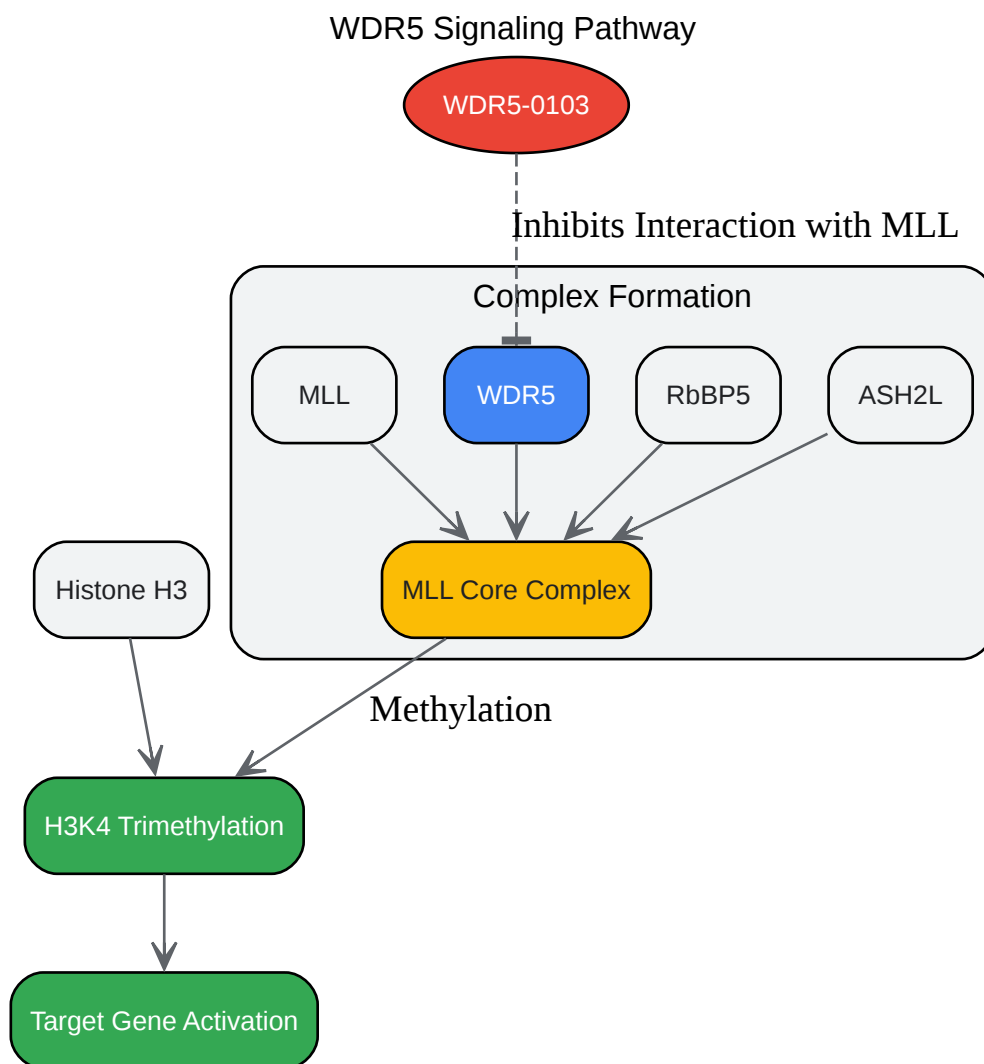 WDR5 Signaling Pathway
WDR5-0103
Inhibits Interaction with MLL
Complex Formation
MLL
WDR5
RbBP5
ASH2L
Histone H3
MLL Core Complex
Methylation
H3K4 Trimethylation
Target Gene Activation